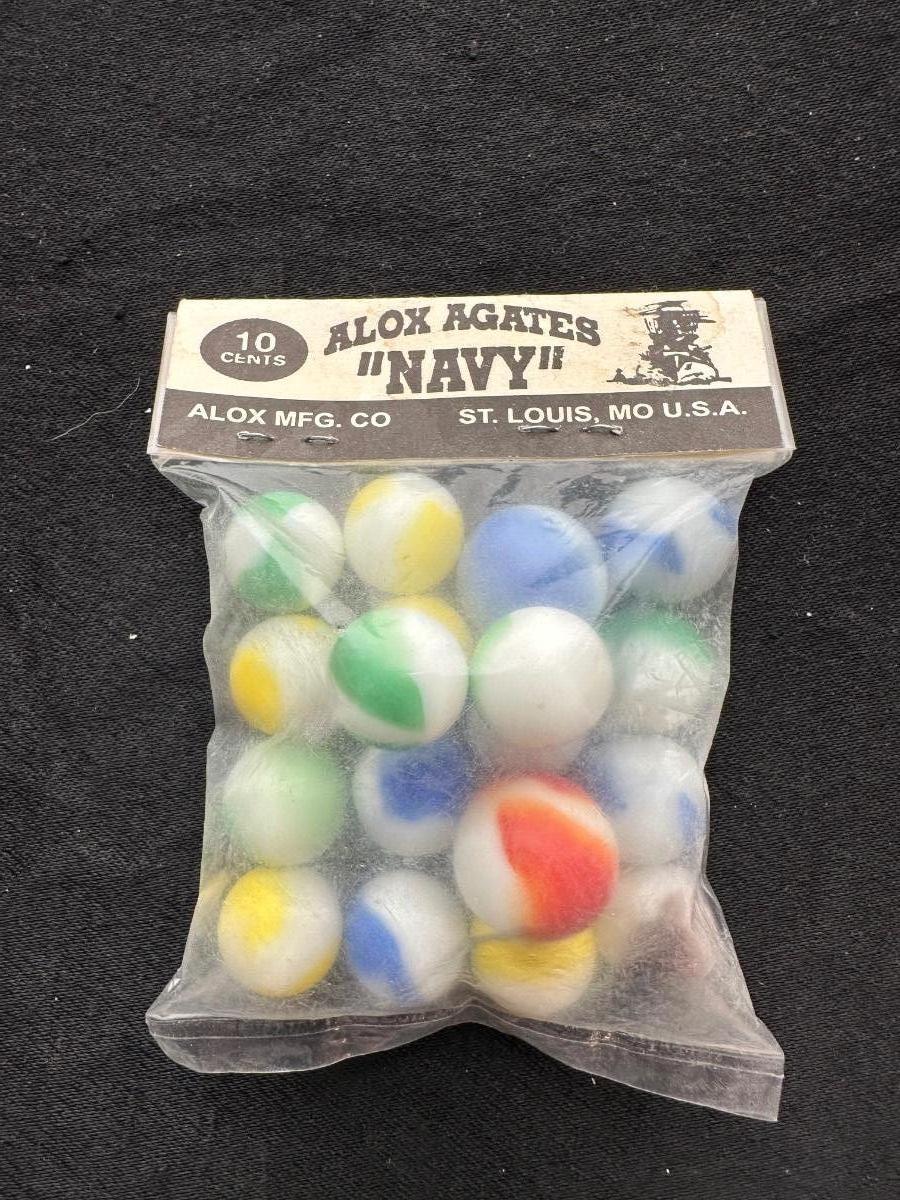 10
CENTS
ALOX AGATES
"NAVY"
ALOX MFG. CO
ST. LOUIS, MO U.S.A.